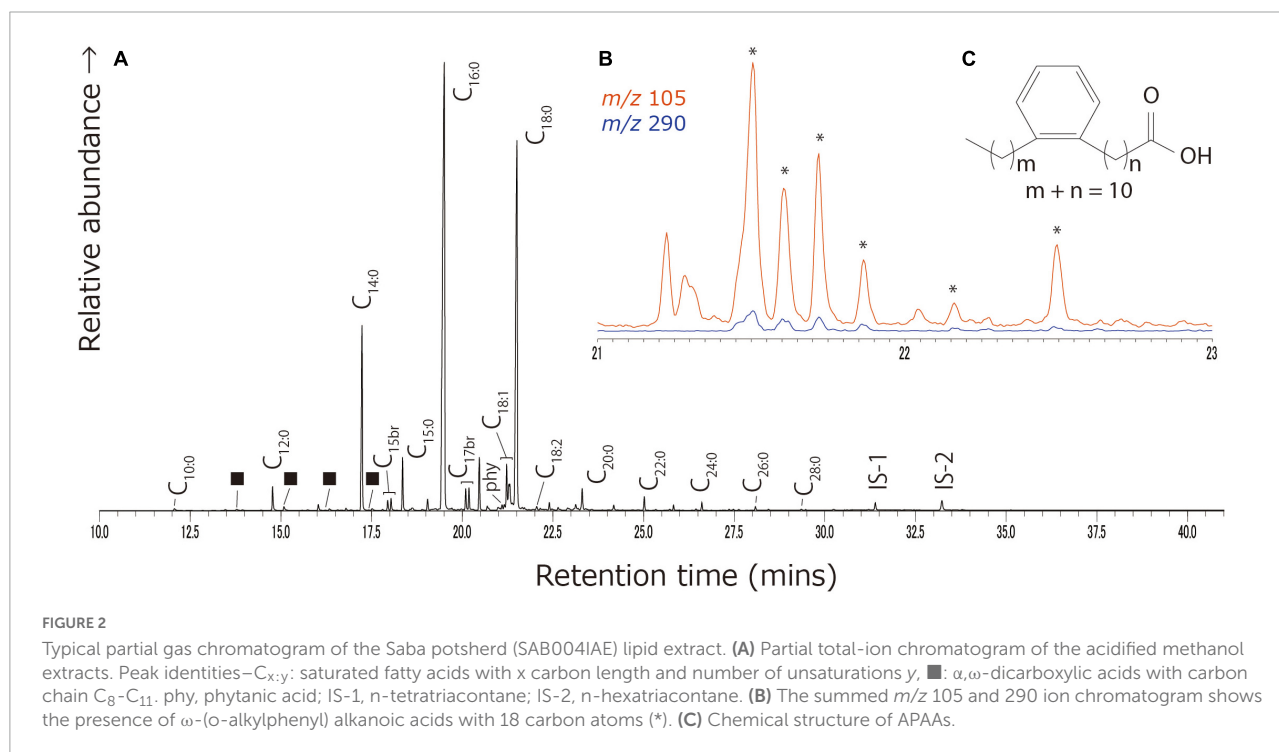 A
B
C
Relative abundance →
C16:0
C18:0
C14:0
m/z 105
m/z 290
*
*
*
*
*
*
21
22
23
O
OH
( )m
( )n
m + n = 10
C10:0
■
C12:0
■
■
■
C15br
C15:0
C17br
phy
C18:1
C18:2
C20:0
C22:0
C24:0
C26:0
C28:0
IS-1
IS-2
10.0
15.0
17.5
20.0
22.5
25.0
27.5
30.0
32.5
35.0
37.5
40.0
Retention time (mins)
FIGURE 2
Typical partial gas chromatogram of the Saba potsherd (SAB004IAE) lipid extract. (A) Partial total-ion chromatogram of the acidified methanol
extracts. Peak identities–Cx:y: saturated fatty acids with x carbon length and number of unsaturations y, ■: α,ω-dicarboxylic acids with carbon
chain C8-C11. phy, phytanic acid; IS-1, n-tetratriacontane; IS-2, n-hexatriacontane. (B) The summed m/z 105 and 290 ion chromatogram shows
the presence of ω-(o-alkylphenyl) alkanoic acids with 18 carbon atoms (*). (C) Chemical structure of APAAs.